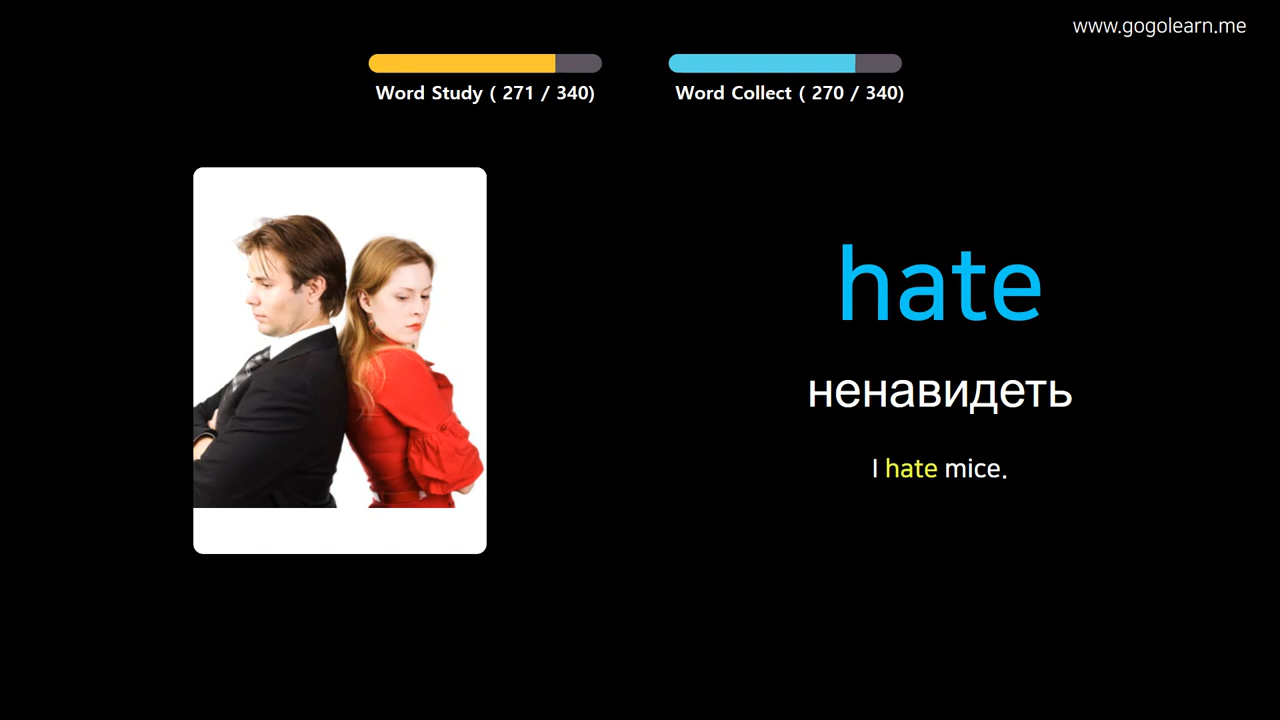 www.gogolearn.me
Word Study ( 271 / 340)
Word Collect ( 270 / 340)
hate
ненавидеть
I hate mice.